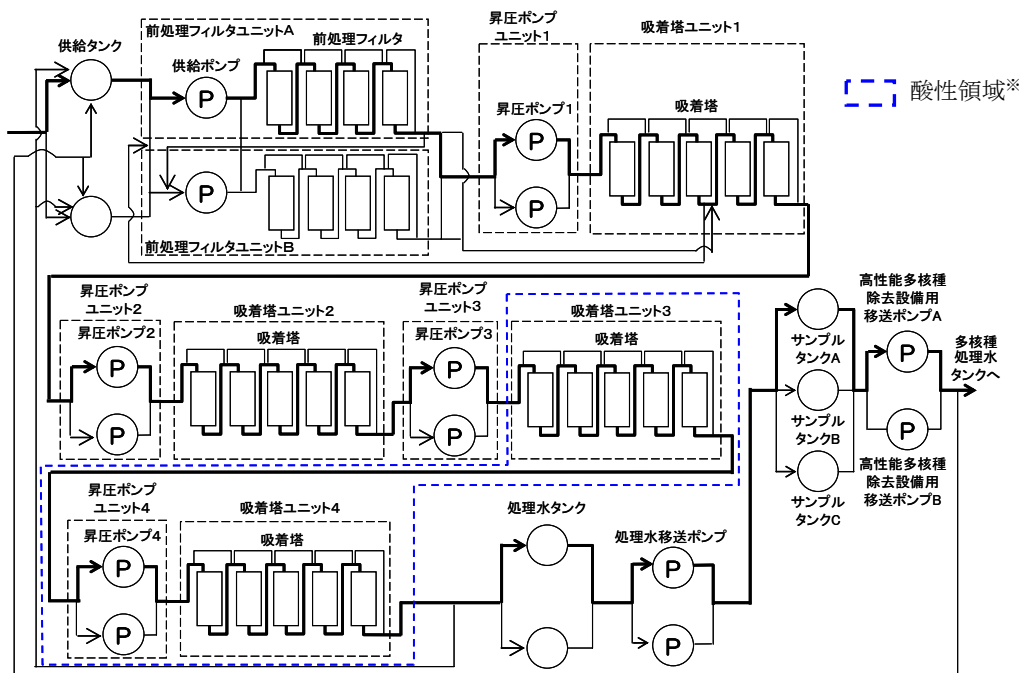 前処理フィルタユニットA
前処理フィルタ
供給タンク
供給ポンプ
P
P
前処理フィルタユニットB
昇圧ポンプ
ユニット1
昇圧ポンプ1
P
P
吸着塔ユニット1
吸着塔
酸性領域※
昇圧ポンプ
ユニット2
昇圧ポンプ2
P
P
吸着塔ユニット2
吸着塔
昇圧ポンプ
ユニット3
昇圧ポンプ3
P
P
吸着塔ユニット3
吸着塔
サンプル
タンクA
サンプル
タンクB
サンプル
タンクC
高性能多核種
除去設備用
移送ポンプA
P
P
高性能多核種
除去設備用
移送ポンプB
多核種
処理水
タンクへ
昇圧ポンプ
ユニット4
昇圧ポンプ4
P
P
吸着塔ユニット4
吸着塔
処理水タンク
処理水移送ポンプ
P
P